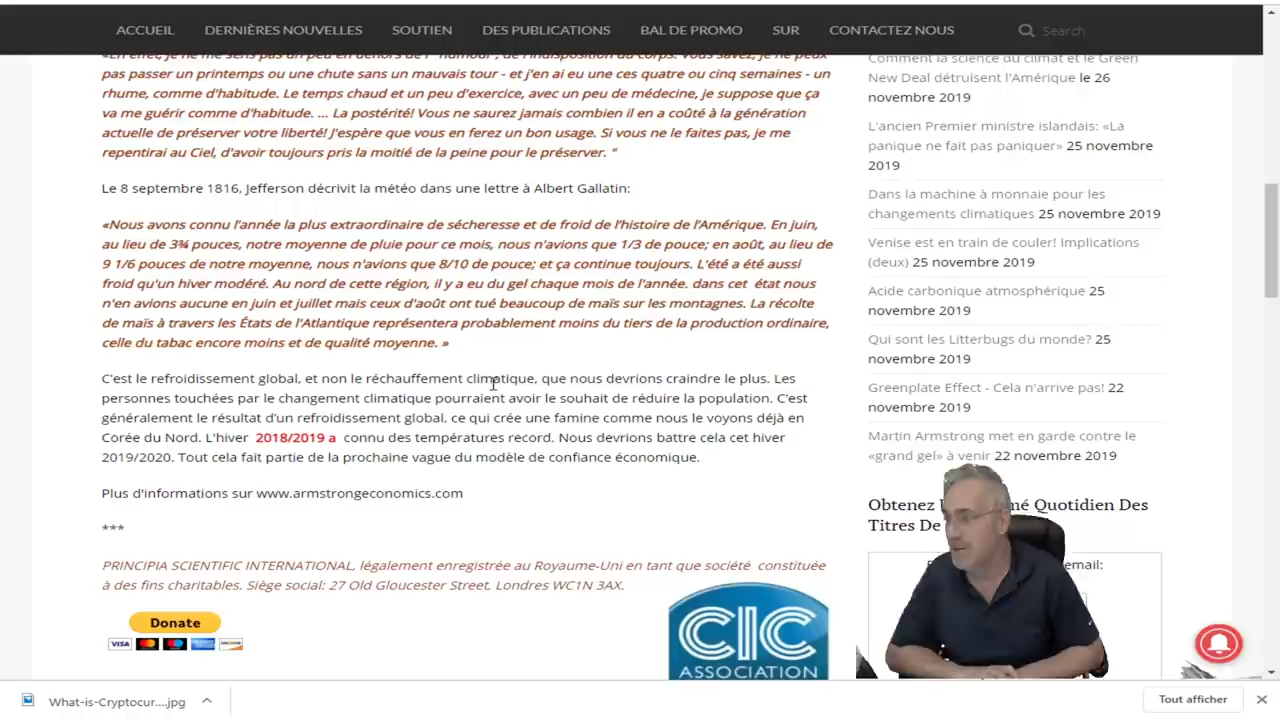 ACCUEIL
DERNIÈRES NOUVELLES
SOUTIEN
DES PUBLICATIONS
BAL DE PROMO
SUR
CONTACTEZ NOUS
Search
«En effet, je ne me sens pas un peu en dehors de l'" humour", de l'indisposition du corps. Vous savez, je ne peux
pas passer un printemps ou une chute sans un mauvais tour - et j'en ai eu une ces quatre ou cinq semaines - un
rhume, comme d'habitude. Le temps chaud et un peu d'exercice, avec un peu de médecine, je suppose que ça
va me guérir comme d'habitude. ... La postérité! Vous ne saurez jamais combien il en a coûté à la génération
actuelle de préserver votre liberté! J'espère que vous en ferez un bon usage. Si vous ne le faites pas, je me
repentirai au Ciel, d'avoir toujours pris la moitié de la peine pour le préserver. "
Le 8 septembre 1816, Jefferson décrivit la météo dans une lettre à Albert Gallatin:
«Nous avons connu l'année la plus extraordinaire de sécheresse et de froid de l'histoire de l'Amérique. En juin,
au lieu de 3¾ pouces, notre moyenne de pluie pour ce mois, nous n'avions que 1/3 de pouce; en août, au lieu de
9 1/6 pouces de notre moyenne, nous n'avions que 8/10 de pouce; et ça continue toujours. L'été a été aussi
froid qu'un hiver modéré. Au nord de cette région, il y a eu du gel chaque mois de l'année. dans cet état nous
n'en avions aucune en juin et juillet mais ceux d'août ont tué beaucoup de maïs sur les montagnes. La récolte
de maïs à travers les États de l'Atlantique représentera probablement moins du tiers de la production ordinaire,
celle du tabac encore moins et de qualité moyenne. »
C'est le refroidissement global, et non le réchauffement climatique, que nous devrions craindre le plus. Les
personnes touchées par le changement climatique pourraient avoir le souhait de réduire la population. C'est
généralement le résultat d'un refroidissement global, ce qui crée une famine comme nous le voyons déjà en
Corée du Nord. L'hiver 2018/2019 a connu des températures record. Nous devrions battre cela cet hiver
2019/2020. Tout cela fait partie de la prochaine vague du modèle de confiance économique.
Plus d'informations sur www.armstrongeconomics.com
***
PRINCIPIA SCIENTIFIC INTERNATIONAL, légalement enregistrée au Royaume-Uni en tant que société constituée
à des fins charitables. Siège social: 27 Old Gloucester Street, Londres WC1N 3AX.
Donate
VISA
CIC
ASSOCIATION
Comment la science du climat et le Green
New Deal détruisent l'Amérique le 26
novembre 2019
L'ancien Premier ministre islandais: «La
panique ne fait pas paniquer» 25 novembre
2019
Dans la machine à monnaie pour les
changements climatiques 25 novembre 2019
Venise est en train de couler! Implications
(deux) 25 novembre 2019
Acide carbonique atmosphérique 25
novembre 2019
Qui sont les Litterbugs du monde? 25
novembre 2019
Greenplate Effect - Cela n'arrive pas! 22
novembre 2019
Martin Armstrong met en garde contre le
«grand gel» à venir 22 novembre 2019
Obtenez mé Quotidien Des
Titres De
email:
What-is-Cryptocur....jpg
Tout afficher